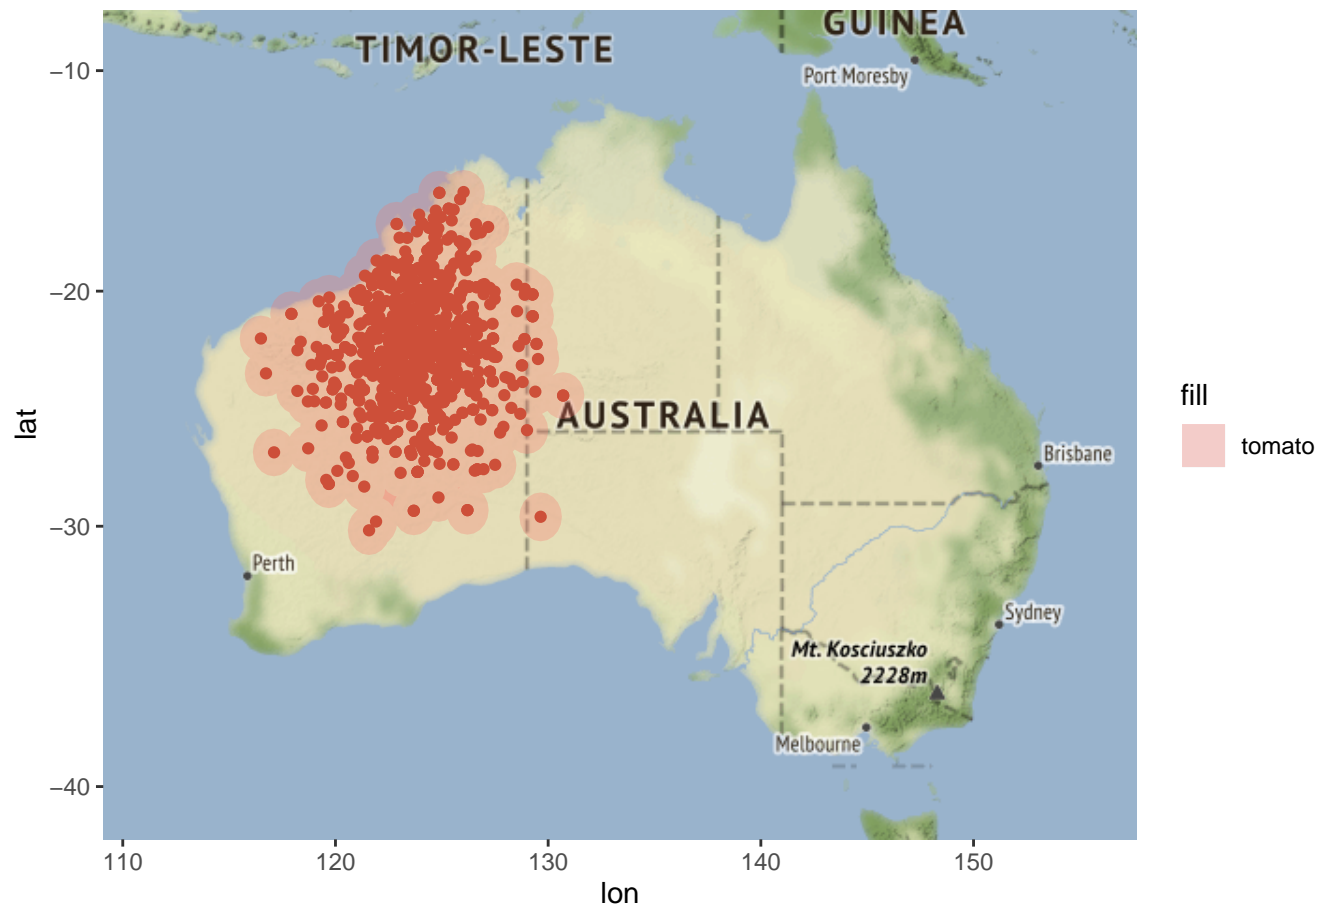 GUINEA
TIMOR-LESTE
Port Moresby
−10
−20
−30
−40
lat
AUSTRALIA
Brisbane
Perth
Sydney
Mt. Kosciuszko
2228m
Melbourne
110
120
130
140
150
lon
fill
tomato